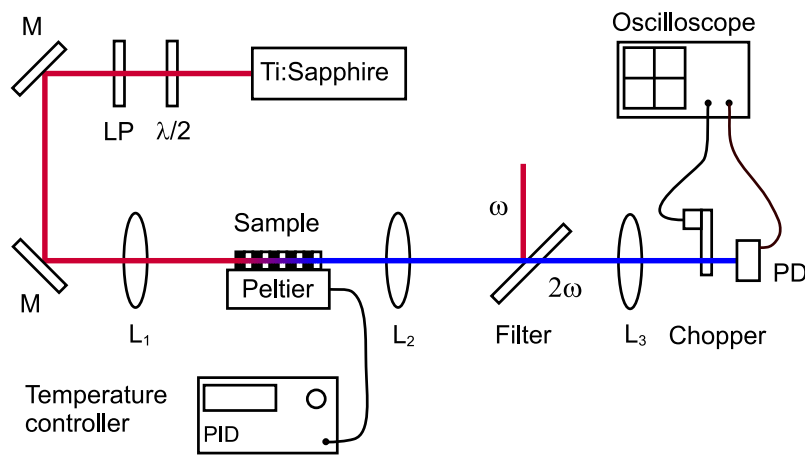 M
Oscilloscope
Ti:Sapphire
LP
λ/2
Sample
ω
M
Peltier
2ω
PD
L₁
L₂
Filter
L₃
Chopper
Temperature
controller
PID